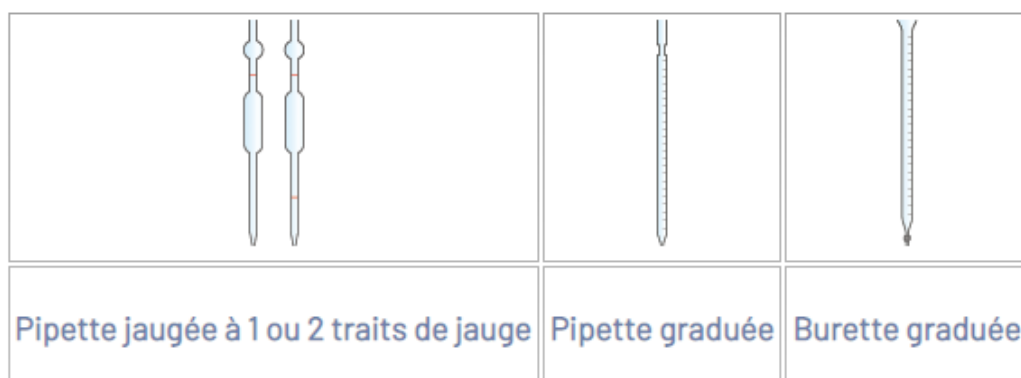 Pipette jaugée à 1 ou 2 traits de jauge
Pipette graduée
Burette graduée